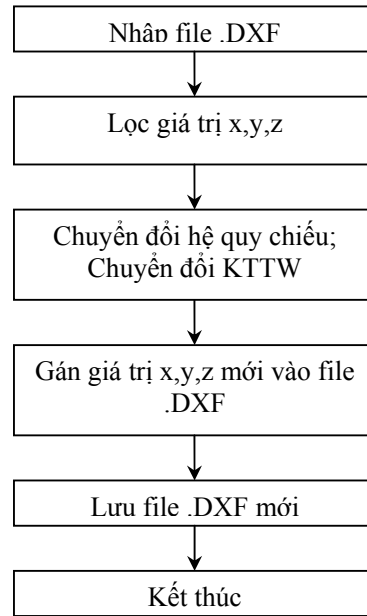 Nhập file .DXF
Lọc giá trị x,y,z
Chuyển đổi hệ quy chiếu;
Chuyển đổi KTTW
Gán giá trị x,y,z mới vào file
.DXF
Lưu file .DXF mới
Kết thúc